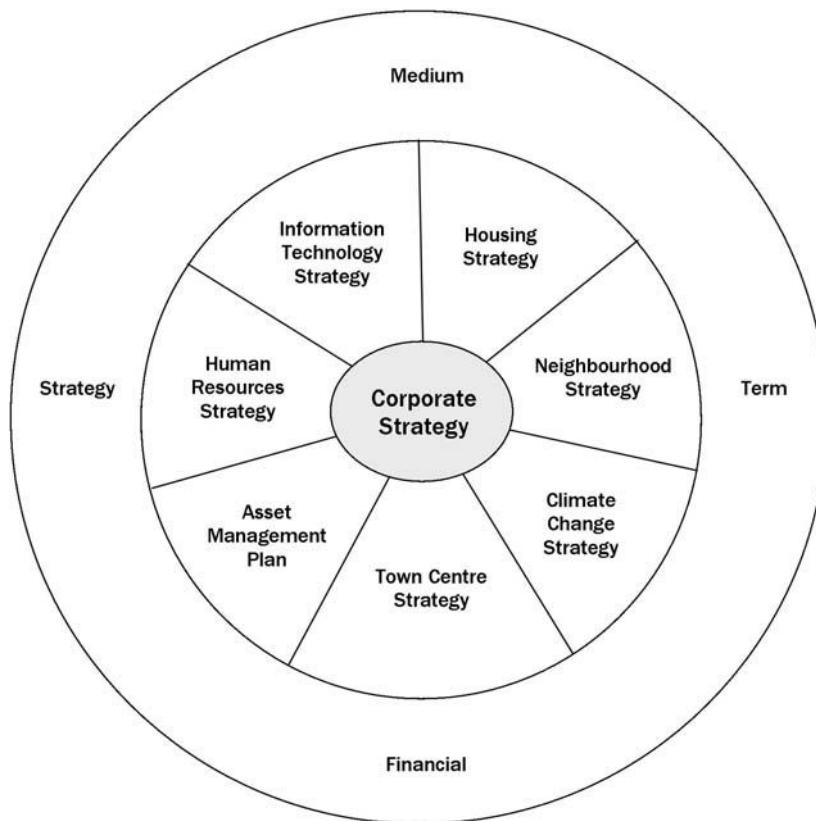 Medium
Information
Technology
Strategy
Housing
Strategy
Human
Resources
Strategy
Neighbourhood
Strategy
Strategy
Term
Corporate
Strategy
Asset
Management
Plan
Climate
Change
Strategy
Town Centre
Strategy
Financial